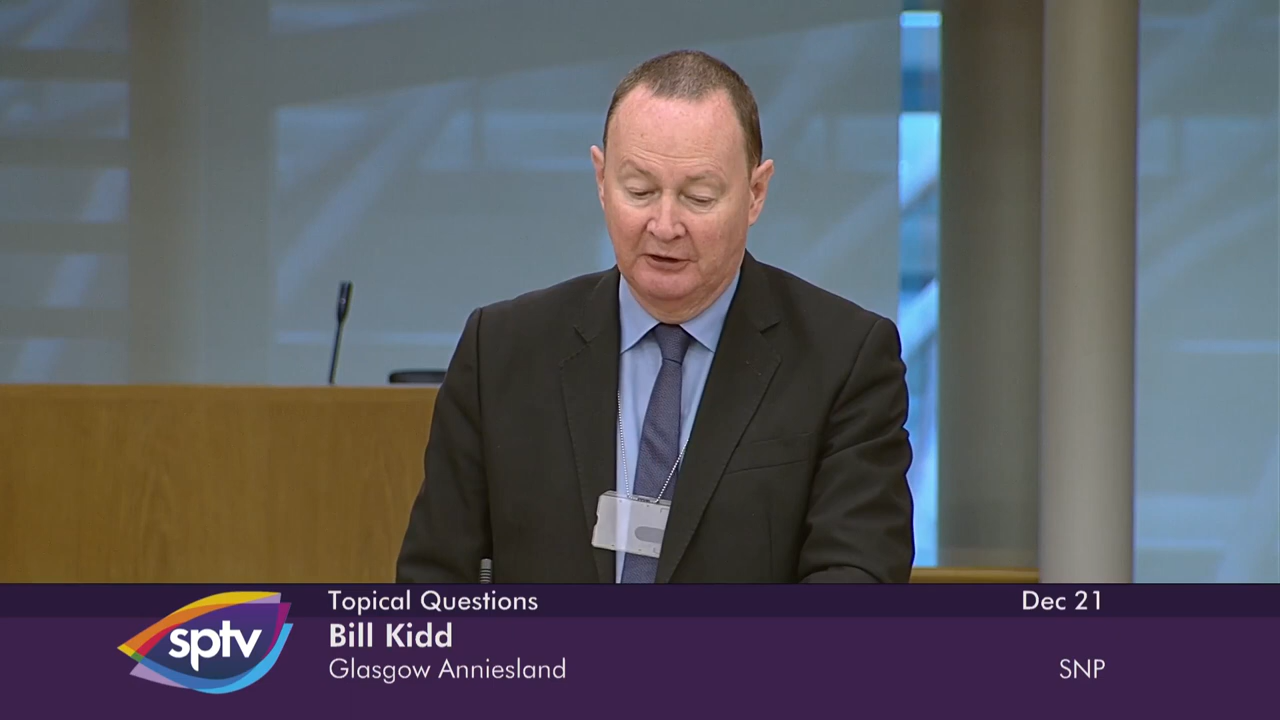 Topical Questions
Dec 21
sptv
Bill Kidd
Glasgow Anniesland
SNP